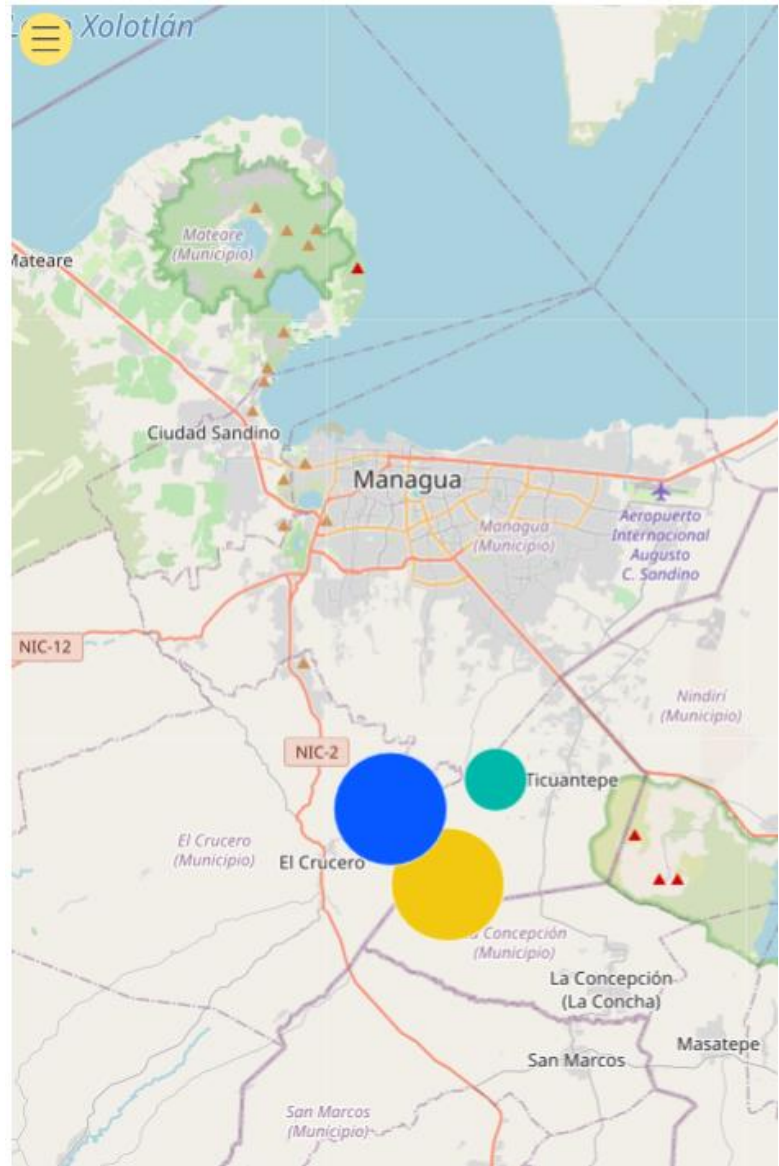 Xolotlán
Mateare
(Municipio)
Mateare
Ciudad Sandino
Managua
Managua
(Municipio)
Aeropuerto
Internacional
Augusto
C. Sandino
NIC-12
Nindirí
(Municipio)
NIC-2
Ticuantepe
El Crucero
(Municipio)
El Crucero
Concepción
(Municipio)
La Concepción
(La Concha)
Masatepe
San Marcos
San Marcos
(Municipio)